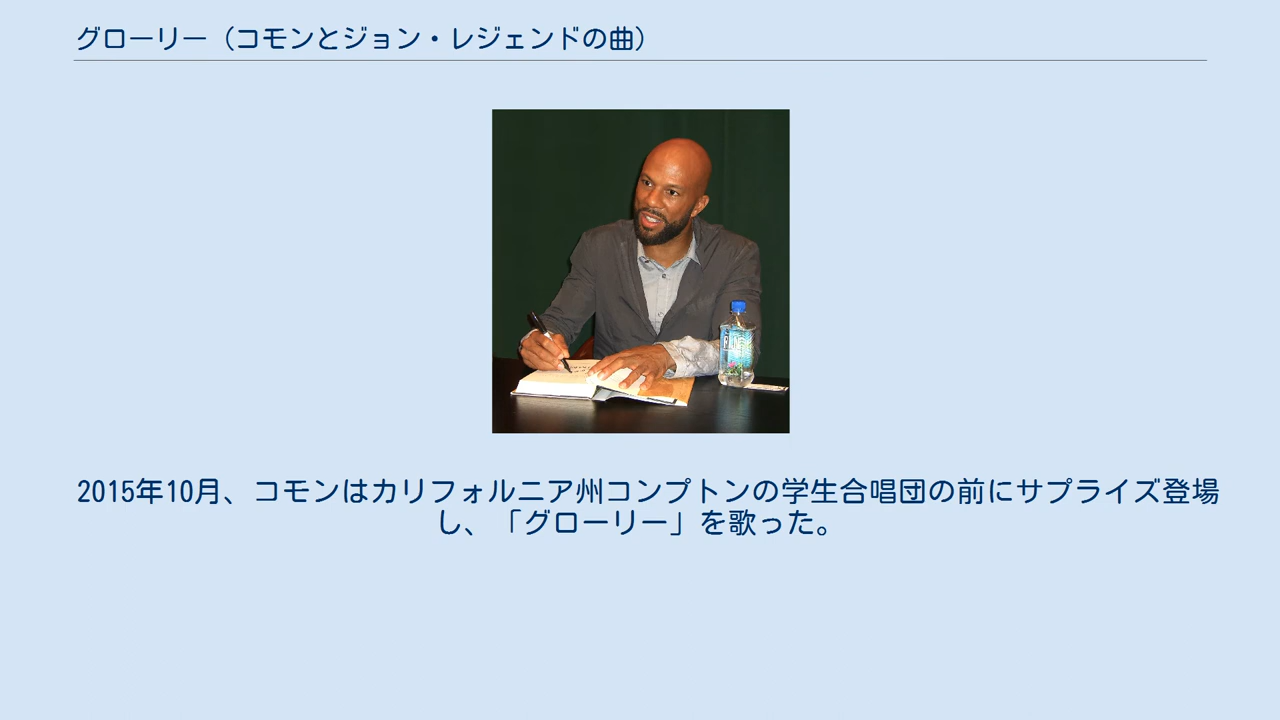 グローリー（コモンとジョン・レジェンドの曲）
2015年10月、コモンはカリフォルニア州コンプトンの学生合唱団の前にサプライズ登場
し、「グローリー」を歌った。